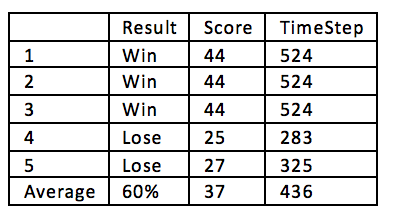 Result Score TimeStep
1 Win 44 524
2 Win 44 524
3 Win 44 524
4 Lose 25 283
5 Lose 27 325
Average 60% 37 436